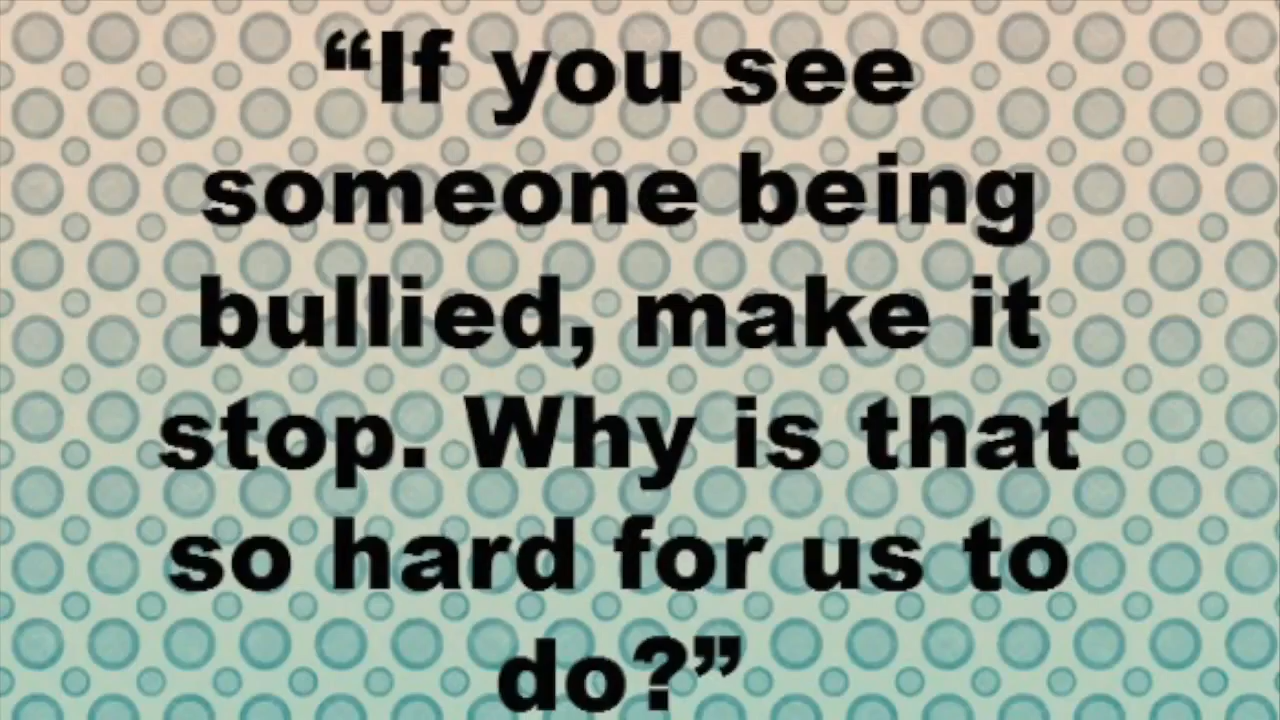 “If you see
someone being
bullied, make it
stop. Why is that
so hard for us to
do?”